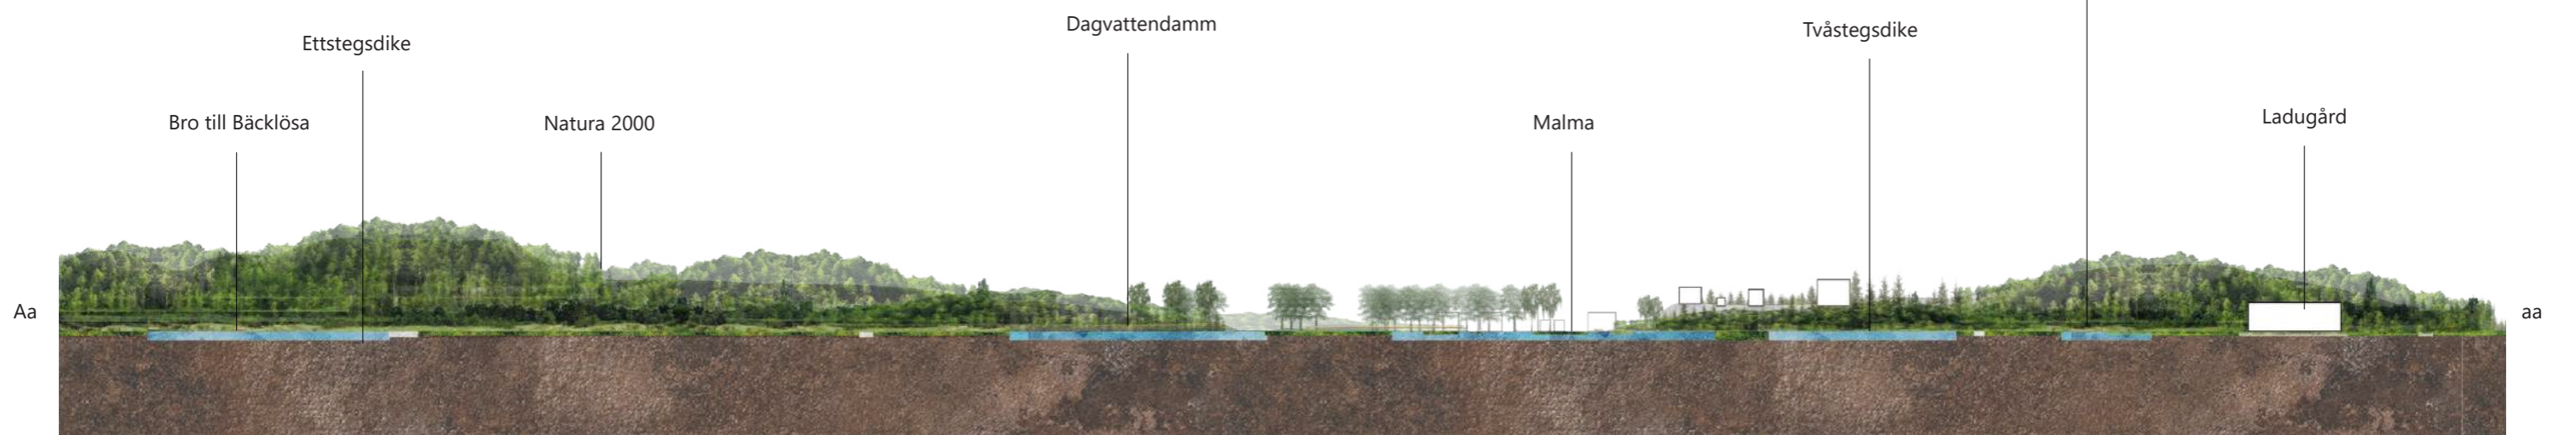 Ettstegsdike
Dagvattendamm
Tvåstegsdike
Bro till Bäcklösa
Natura 2000
Malma
Ladugård
Aa
aa